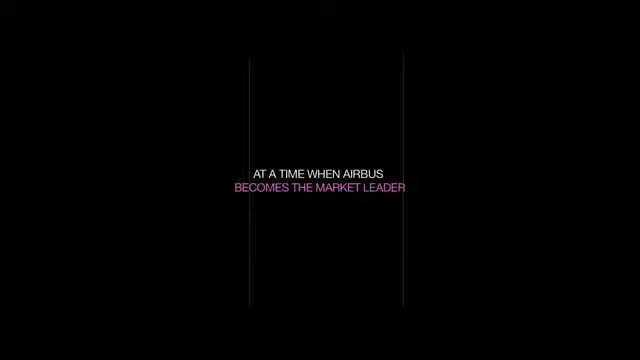 AT A TIME WHEN AIRBUS
BECOMES THE MARKET LEADER